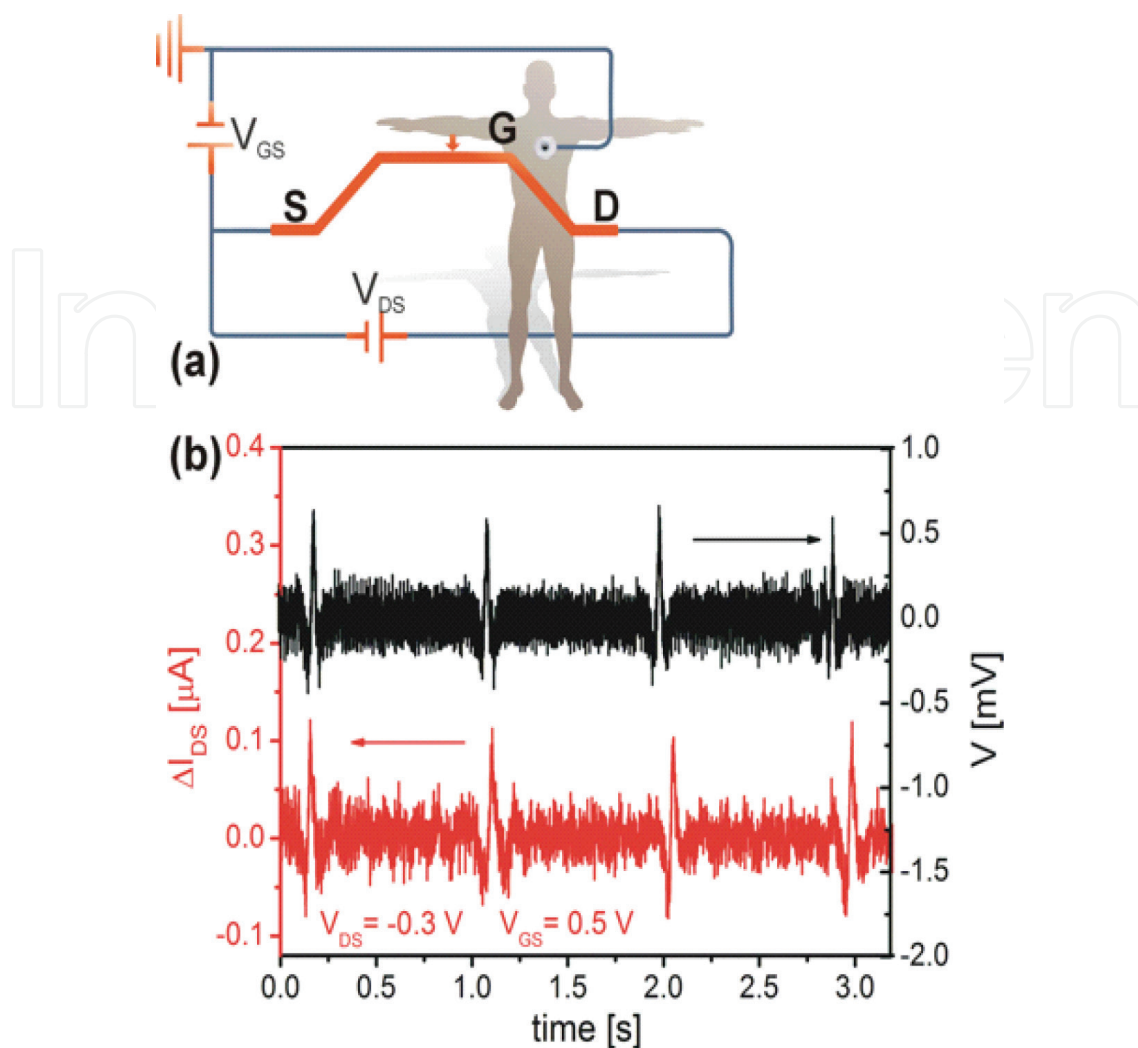 V_GS
G
S
D
V_DS
(a)
(b)
0.4
0.3
0.2
0.1
0.0
-0.1
ΔI_DS [µA]
1.0
0.5
0.0
-0.5
-1.0
-1.5
-2.0
V [mV]
V_DS= -0.3 V V_GS= 0.5 V
0.0 0.5 1.0 1.5 2.0 2.5 3.0
time [s]